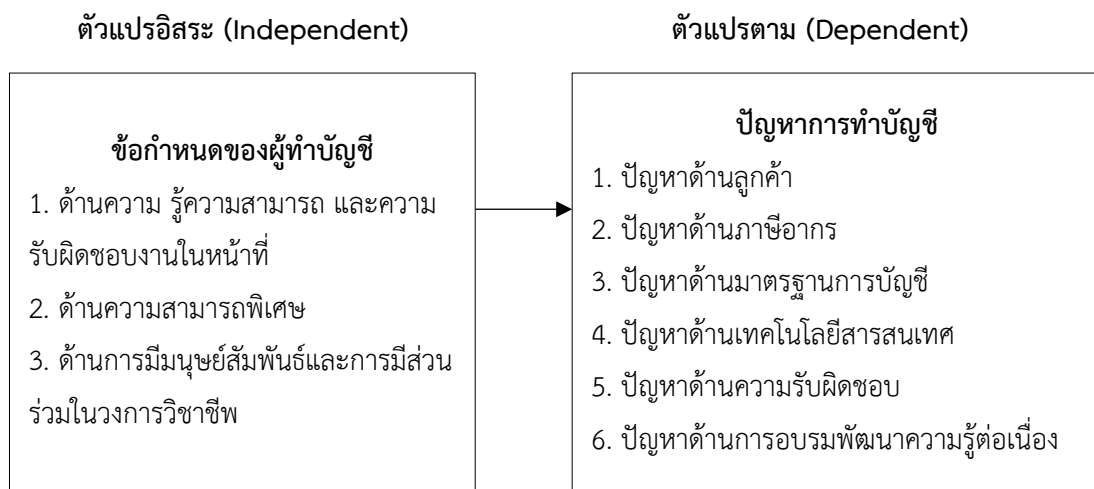 ตัวแปรอิสระ (Independent)
ข้อกำหนดของผู้ทำบัญชี
1. ด้านความ รู้ความสามารถ และความ
รับผิดชอบงานในหน้าที่
2. ด้านความสามารถพิเศษ
3. ด้านการมีมนุษย์สัมพันธ์และการมีส่วน
ร่วมในวงการวิชาชีพ
ตัวแปรตาม (Dependent)
ปัญหาการทำบัญชี
1. ปัญหาด้านลูกค้า
2. ปัญหาด้านภาษีอากร
3. ปัญหาด้านมาตรฐานการบัญชี
4. ปัญหาด้านเทคโนโลยีสารสนเทศ
5. ปัญหาด้านความรับผิดชอบ
6. ปัญหาด้านการอบรมพัฒนาความรู้ต่อเนื่อง